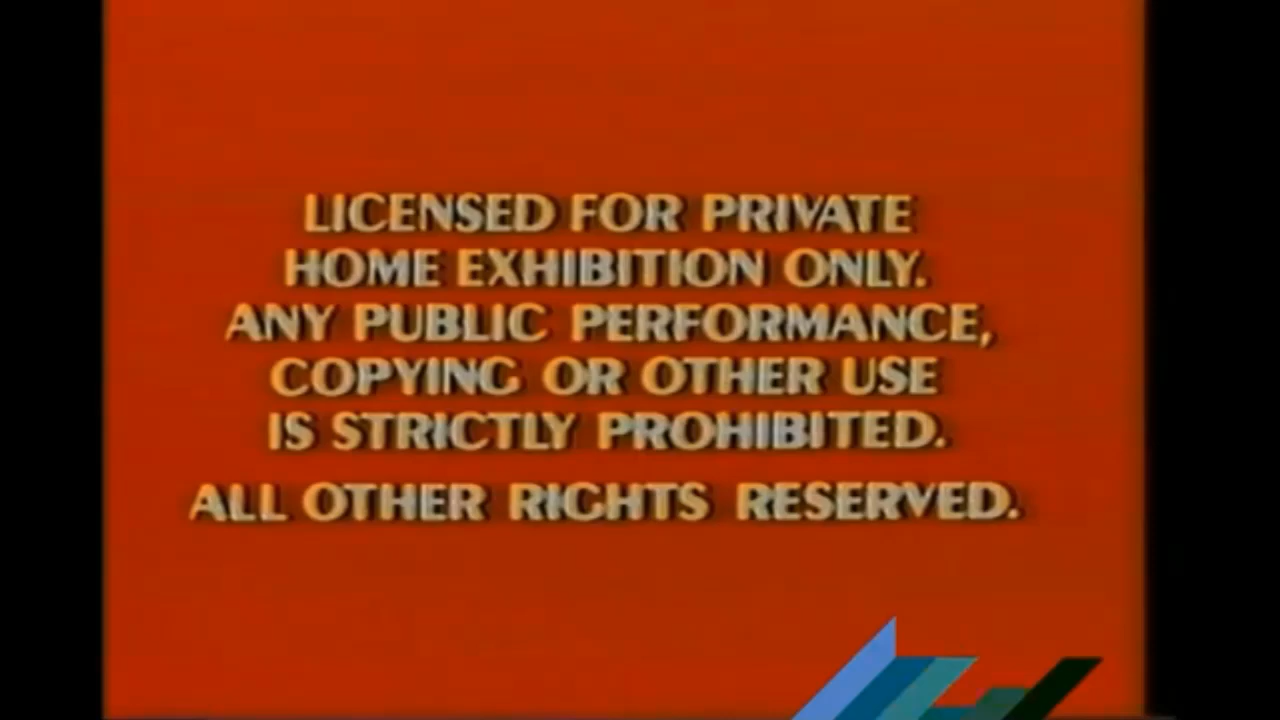 LICENSED FOR PRIVATE
HOME EXHIBITION ONLY.
ANY PUBLIC PERFORMANCE,
COPYING OR OTHER USE
IS STRICTLY PROHIBITED.
ALL OTHER RIGHTS RESERVED.